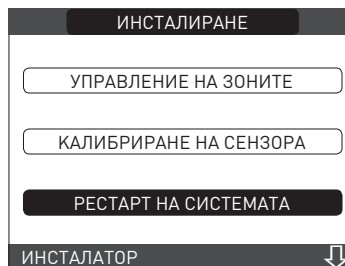 ИНСТАЛИРАНЕ
УПРАВЛЕНИЕ НА ЗОНИТЕ
КАЛИБРИРАНЕ НА СЕНЗОРА
РЕСТАРТ НА СИСТЕМАТА
ИНСТАЛАТОР